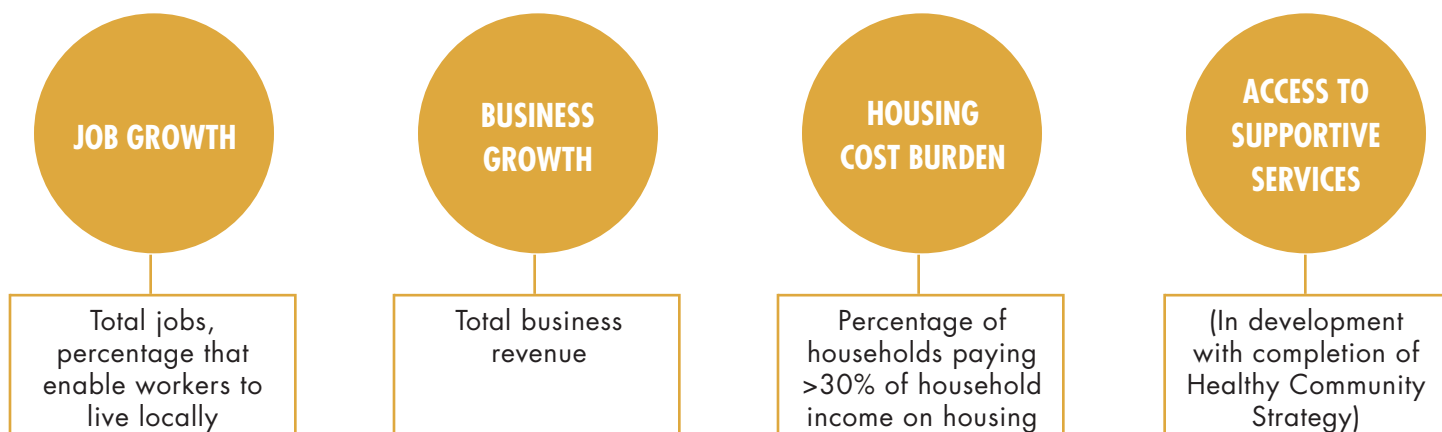 JOB GROWTH
Total jobs,
percentage that
enable workers to
live locally
BUSINESS
GROWTH
Total business
revenue
HOUSING
COST BURDEN
Percentage of
households paying
>30% of household
income on housing
ACCESS TO
SUPPORTIVE
SERVICES
(In development
with completion of
Healthy Community
Strategy)